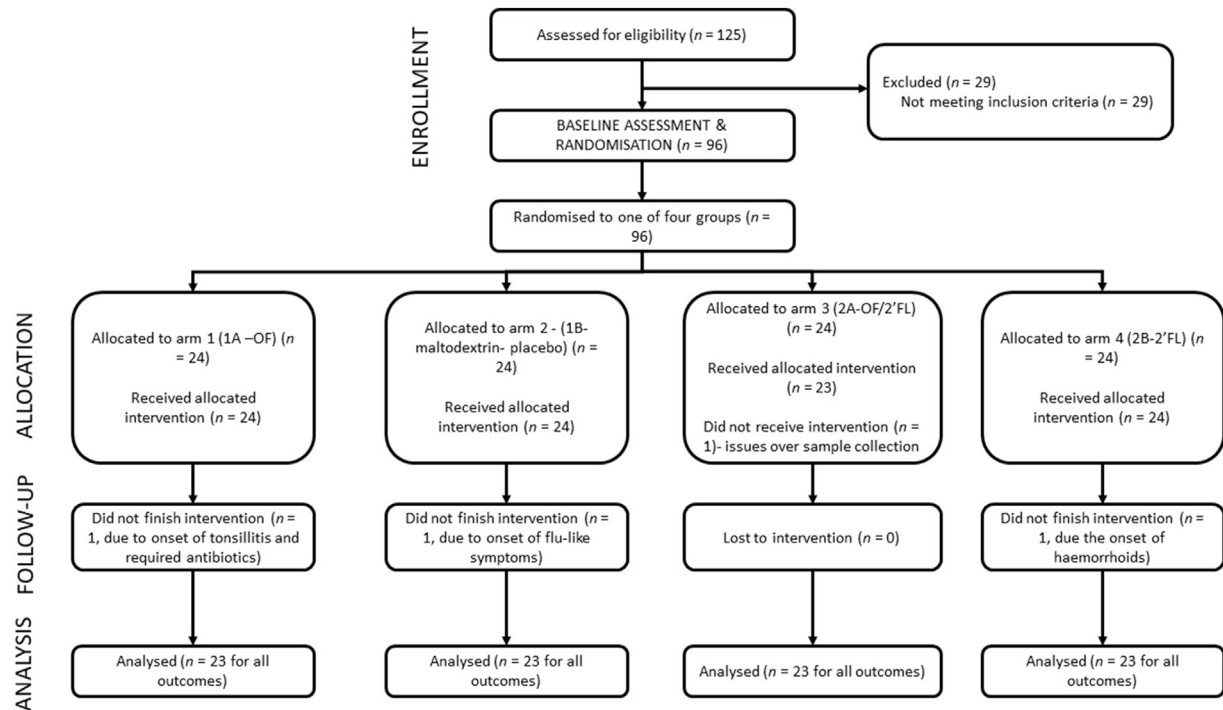 ENROLLMENT
Assessed for eligibility (n = 125)
Excluded (n = 29)
Not meeting inclusion criteria (n = 29)
BASELINE ASSESSMENT &
RANDOMISATION (n = 96)
Randomised to one of four groups (n =
96)
ALLOCATION
Allocated to arm 1 (1A –OF) (n
= 24)
Received allocated
intervention (n = 24)
Allocated to arm 2 - (1B-
maltodextrin- placebo) (n =
24)
Received allocated
intervention (n = 24)
Allocated to arm 3 (2A-OF/2’FL)
(n = 24)
Received allocated intervention
(n = 23)
Did not receive intervention (n =
1)- issues over sample collection
Allocated to arm 4 (2B-2’FL) (n
= 24)
Received allocated
intervention (n = 24)
FOLLOW-UP
Did not finish intervention (n =
1, due to onset of tonsillitis and
required antibiotics)
Did not finish intervention (n =
1, due to onset of flu-like
symptoms)
Lost to intervention (n = 0)
Did not finish intervention (n =
1, due the onset of
haemorrhoids)
ANALYSIS
Analysed (n = 23 for all
outcomes)
Analysed (n = 23 for all
outcomes)
Analysed (n = 23 for all outcomes)
Analysed (n = 23 for all
outcomes)